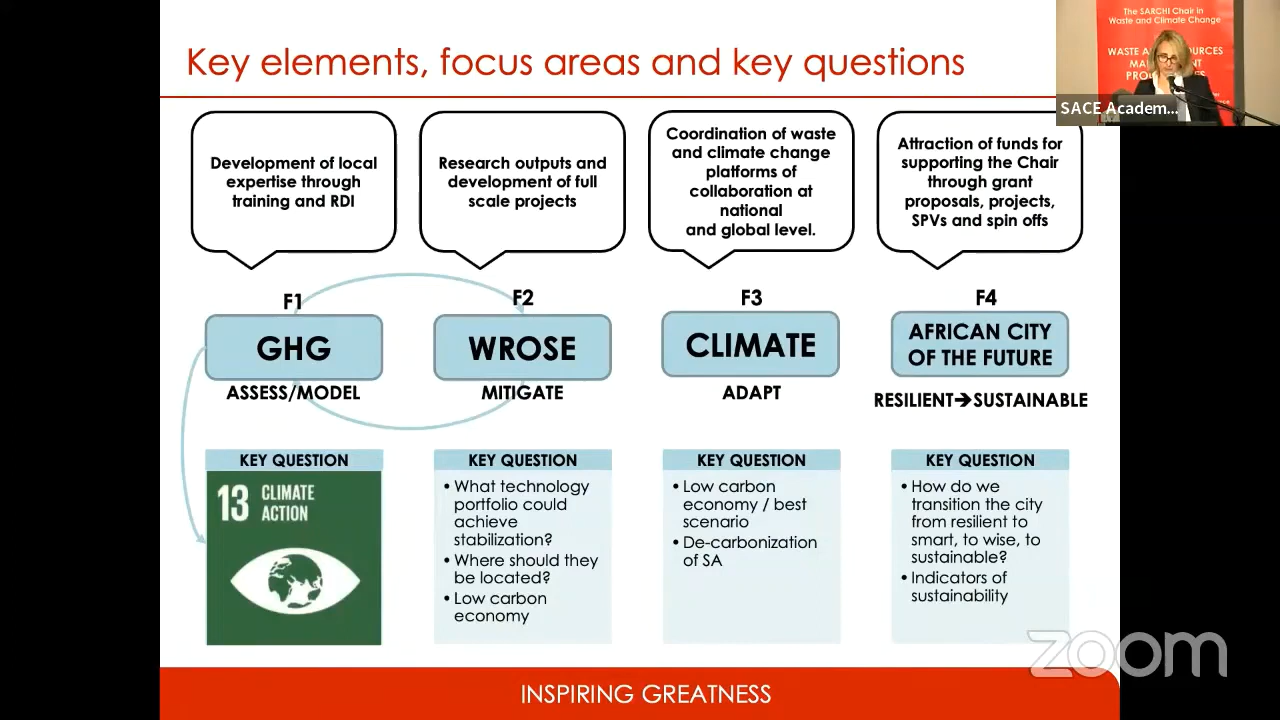 Key elements, focus areas and key questions
The SARCHI Chair in
Waste and Climate Change
SACE Academ...
Development of local
expertise through
training and RDI
Research outputs and
development of full
scale projects
Coordination of waste
and climate change
platforms of
collaboration at
national
and global level.
Attraction of funds for
supporting the Chair
through grant
proposals, projects,
SPVs and spin offs
F1
GHG
ASSESS/MODEL
F2
WROSE
MITIGATE
F3
CLIMATE
ADAPT
F4
AFRICAN CITY
OF THE FUTURE
RESILIENT➔SUSTAINABLE
KEY QUESTION
13 CLIMATE
ACTION
KEY QUESTION
• What technology
portfolio could
achieve
stabilization?
• Where should they
be located?
• Low carbon
economy
KEY QUESTION
• Low carbon
economy / best
scenario
• De-carbonization
of SA
KEY QUESTION
• How do we
transition the city
from resilient to
smart, to wise, to
sustainable?
• Indicators of
sustainability
zoom
INSPIRING GREATNESS